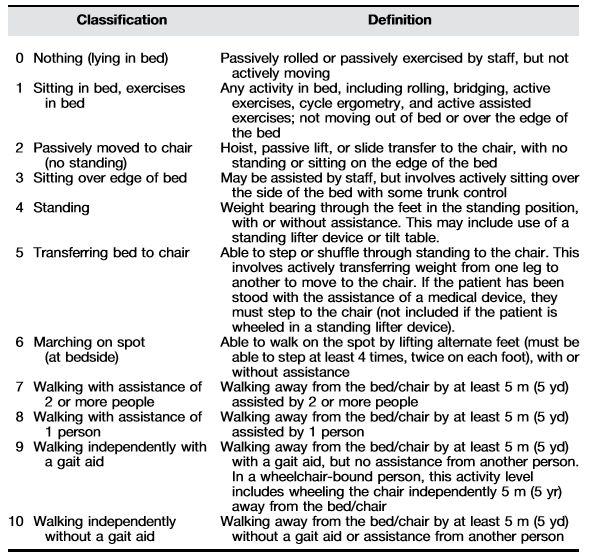 Classification Definition
0 Nothing (lying in bed) Passively rolled or passively exercised by staff, but not
actively moving
1 Sitting in bed, exercises Any activity in bed, including rolling, bridging, active
in bed exercises, cycle ergometry, and active assisted
exercises; not moving out of bed or over the edge of
the bed
2 Passively moved to chair Hoist, passive lift, or slide transfer to the chair, with no
(no standing) standing or sitting on the edge of the bed
3 Sitting over edge of bed May be assisted by staff, but involves actively sitting over
the side of the bed with some trunk control
4 Standing Weight bearing through the feet in the standing position,
with or without assistance. This may include use of a
standing lifter device or tilt table.
5 Transferring bed to chair Able to step or shuffle through standing to the chair. This
involves actively transferring weight from one leg to
another to move to the chair. If the patient has been
stood with the assistance of a medical device, they
must step to the chair (not included if the patient is
wheeled in a standing lifter device).
6 Marching on spot Able to walk on the spot by lifting alternate feet (must be
(at bedside) able to step at least 4 times, twice on each foot), with or
without assistance
7 Walking with assistance of Walking away from the bed/chair by at least 5 m (5 yd)
2 or more people assisted by 2 or more people
8 Walking with assistance of Walking away from the bed/chair by at least 5 m (5 yd)
1 person assisted by 1 person
9 Walking independently with Walking away from the bed/chair by at least 5 m (5 yd)
a gait aid with a gait aid, but no assistance from another person.
In a wheelchair-bound person, this activity level
includes wheeling the chair independently 5 m (5 yr)
away from the bed/chair
10 Walking independently Walking away from the bed/chair by at least 5 m (5 yd)
without a gait aid without a gait aid or assistance from another person